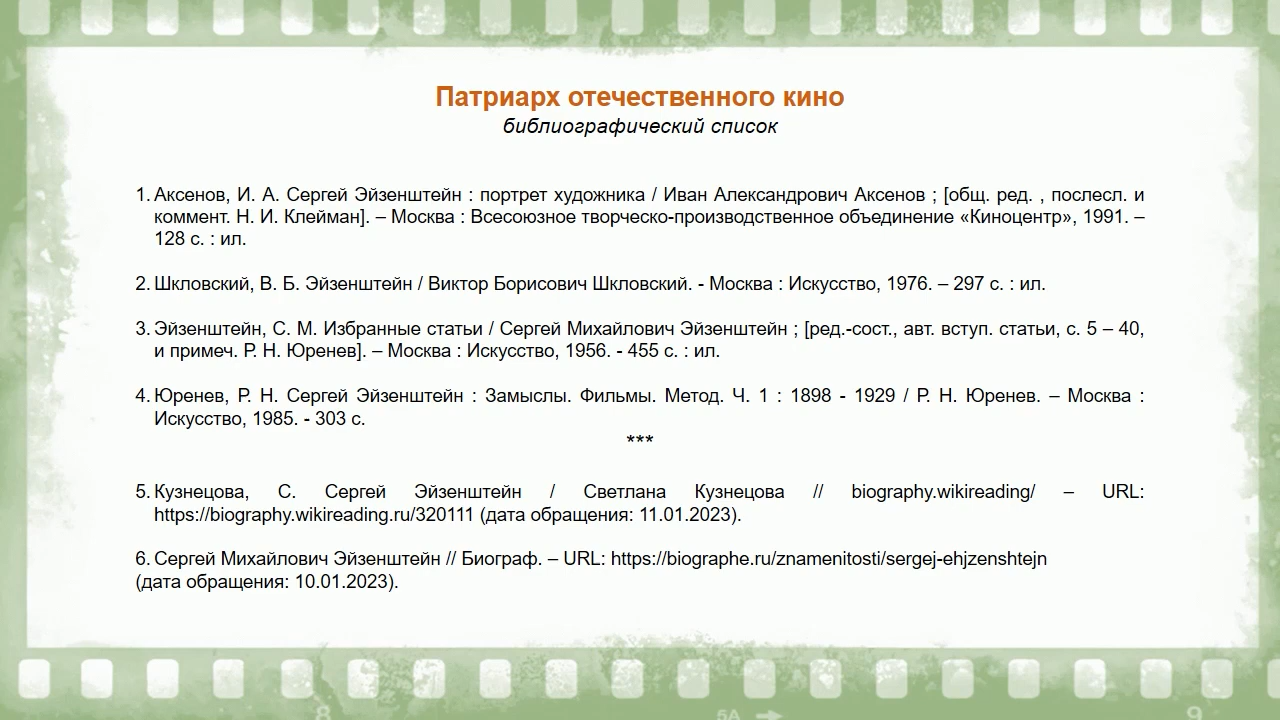 Патриарх отечественного кино
библиографический список
1. Аксенов, И. А. Сергей Эйзенштейн : портрет художника / Иван Александрович Аксенов ; [общ. ред. , послесл. и
коммент. Н. И. Клейман]. – Москва : Всесоюзное творческо-производственное объединение «Киноцентр», 1991. –
128 с. : ил.
2. Шкловский, В. Б. Эйзенштейн / Виктор Борисович Шкловский. - Москва : Искусство, 1976. – 297 с. : ил.
3. Эйзенштейн, С. М. Избранные статьи / Сергей Михайлович Эйзенштейн ; [ред.-сост., авт. вступ. статьи, с. 5 – 40,
и примеч. Р. Н. Юренев]. – Москва : Искусство, 1956. - 455 с. : ил.
4. Юренев, Р. Н. Сергей Эйзенштейн : Замыслы. Фильмы. Метод. Ч. 1 : 1898 - 1929 / Р. Н. Юренев. – Москва :
Искусство, 1985. - 303 с.
***
5. Кузнецова, С. Сергей Эйзенштейн / Светлана Кузнецова // biography.wikireading/ – URL:
https://biography.wikireading.ru/320111 (дата обращения: 11.01.2023).
6. Сергей Михайлович Эйзенштейн // Биограф. – URL: https://biographe.ru/znamenitosti/sergej-ehjzenshtejn
(дата обращения: 10.01.2023).
8 5A 9